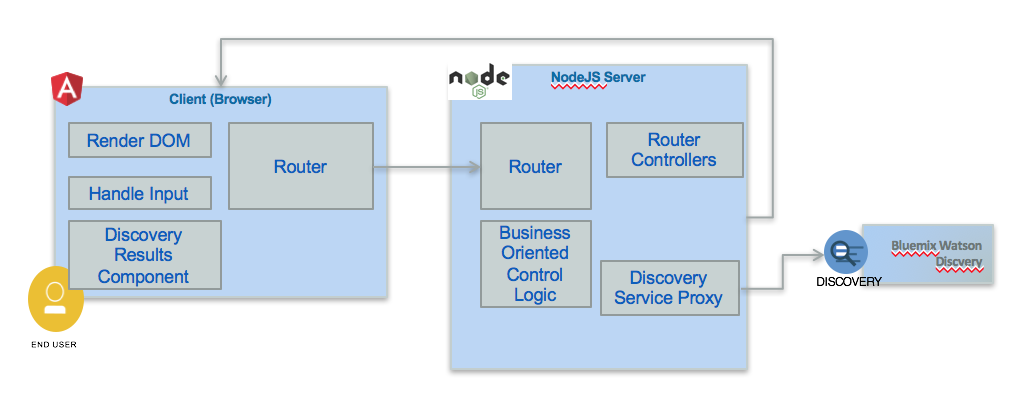 Client (Browser)
Render DOM
Handle Input
Discovery
Results
Component
Router
END USER
node
JS
NodeJS Server
Router
Router
Controllers
Business
Oriented
Control
Logic
Discovery
Service Proxy
DISCOVERY
Bluemix Watson
Discvery
A